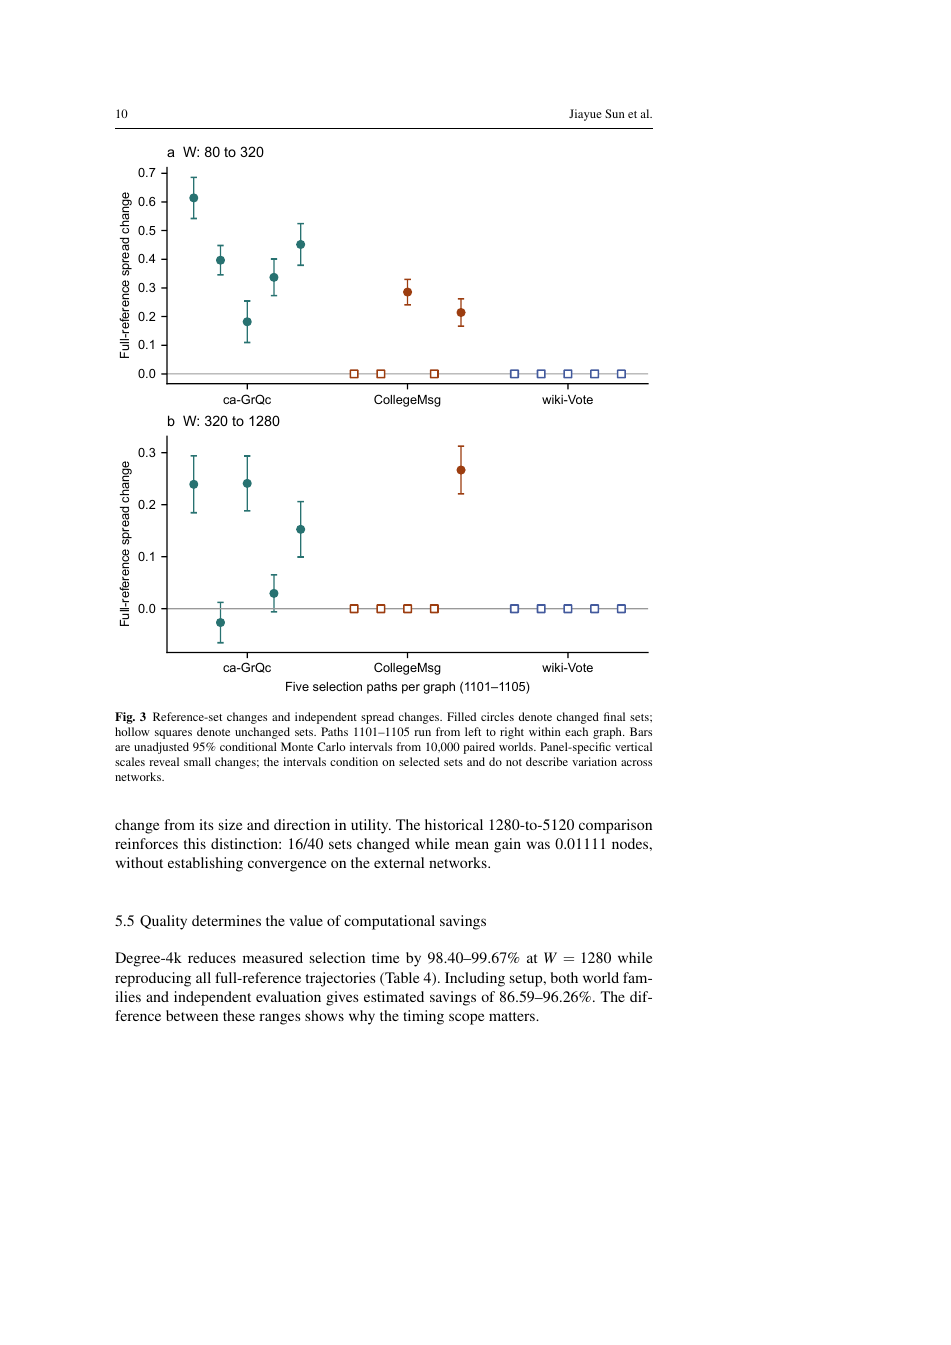 10
Jiayue Sun et al.
a W: 80 to 320
Full-reference spread change
0.7
0.6
0.5
0.4
0.3
0.2
0.1
0.0
ca-GrQc
CollegeMsg
wiki-Vote
b W: 320 to 1280
Full-reference spread change
0.3
0.2
0.1
0.0
ca-GrQc
CollegeMsg
wiki-Vote
Five selection paths per graph (1101–1105)
Fig. 3 Reference-set changes and independent spread changes. Filled circles denote changed final sets;
hollow squares denote unchanged sets. Paths 1101–1105 run from left to right within each graph. Bars
are unadjusted 95% conditional Monte Carlo intervals from 10,000 paired worlds. Panel-specific vertical
scales reveal small changes; the intervals condition on selected sets and do not describe variation across
networks.
change from its size and direction in utility. The historical 1280-to-5120 comparison
reinforces this distinction: 16/40 sets changed while mean gain was 0.01111 nodes,
without establishing convergence on the external networks.
5.5 Quality determines the value of computational savings
Degree-4k reduces measured selection time by 98.40–99.67% at W = 1280 while
reproducing all full-reference trajectories (Table 4). Including setup, both world fam-
ilies and independent evaluation gives estimated savings of 86.59–96.26%. The dif-
ference between these ranges shows why the timing scope matters.